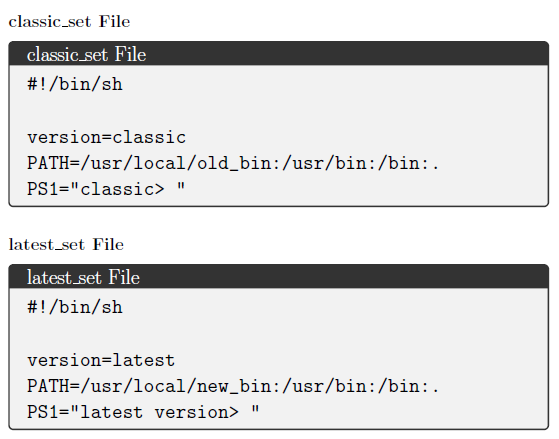 classic_set File
classic_set File
#!/bin/sh
version=classic
PATH=/usr/local/old_bin:/usr/bin:/bin:.
PS1="classic> "
latest_set File
latest_set File
#!/bin/sh
version=latest
PATH=/usr/local/new_bin:/usr/bin:/bin:.
PS1="latest version> "